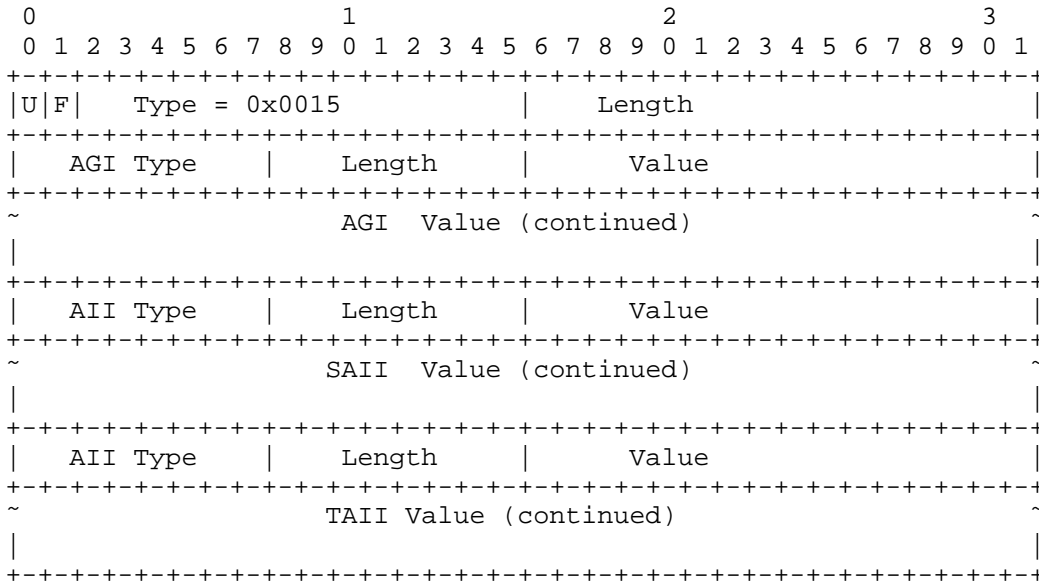 0                   1                   2                   3
 0 1 2 3 4 5 6 7 8 9 0 1 2 3 4 5 6 7 8 9 0 1 2 3 4 5 6 7 8 9 0 1
+-+-+-+-+-+-+-+-+-+-+-+-+-+-+-+-+-+-+-+-+-+-+-+-+-+-+-+-+-+-+-+-+
|U|F|   Type = 0x0015           |    Length                     |
+-+-+-+-+-+-+-+-+-+-+-+-+-+-+-+-+-+-+-+-+-+-+-+-+-+-+-+-+-+-+-+-+
|   AGI Type    |    Length     |      Value                    |
+-+-+-+-+-+-+-+-+-+-+-+-+-+-+-+-+-+-+-+-+-+-+-+-+-+-+-+-+-+-+-+-+
~                    AGI  Value (continued)                     ~
|                                                               |
+-+-+-+-+-+-+-+-+-+-+-+-+-+-+-+-+-+-+-+-+-+-+-+-+-+-+-+-+-+-+-+-+
|   AII Type    |    Length     |      Value                    |
+-+-+-+-+-+-+-+-+-+-+-+-+-+-+-+-+-+-+-+-+-+-+-+-+-+-+-+-+-+-+-+-+
~                   SAII  Value (continued)                     ~
|                                                               |
+-+-+-+-+-+-+-+-+-+-+-+-+-+-+-+-+-+-+-+-+-+-+-+-+-+-+-+-+-+-+-+-+
|   AII Type    |    Length     |      Value                    |
+-+-+-+-+-+-+-+-+-+-+-+-+-+-+-+-+-+-+-+-+-+-+-+-+-+-+-+-+-+-+-+-+
~                   TAII Value (continued)                      ~
|                                                               |
+-+-+-+-+-+-+-+-+-+-+-+-+-+-+-+-+-+-+-+-+-+-+-+-+-+-+-+-+-+-+-+-+